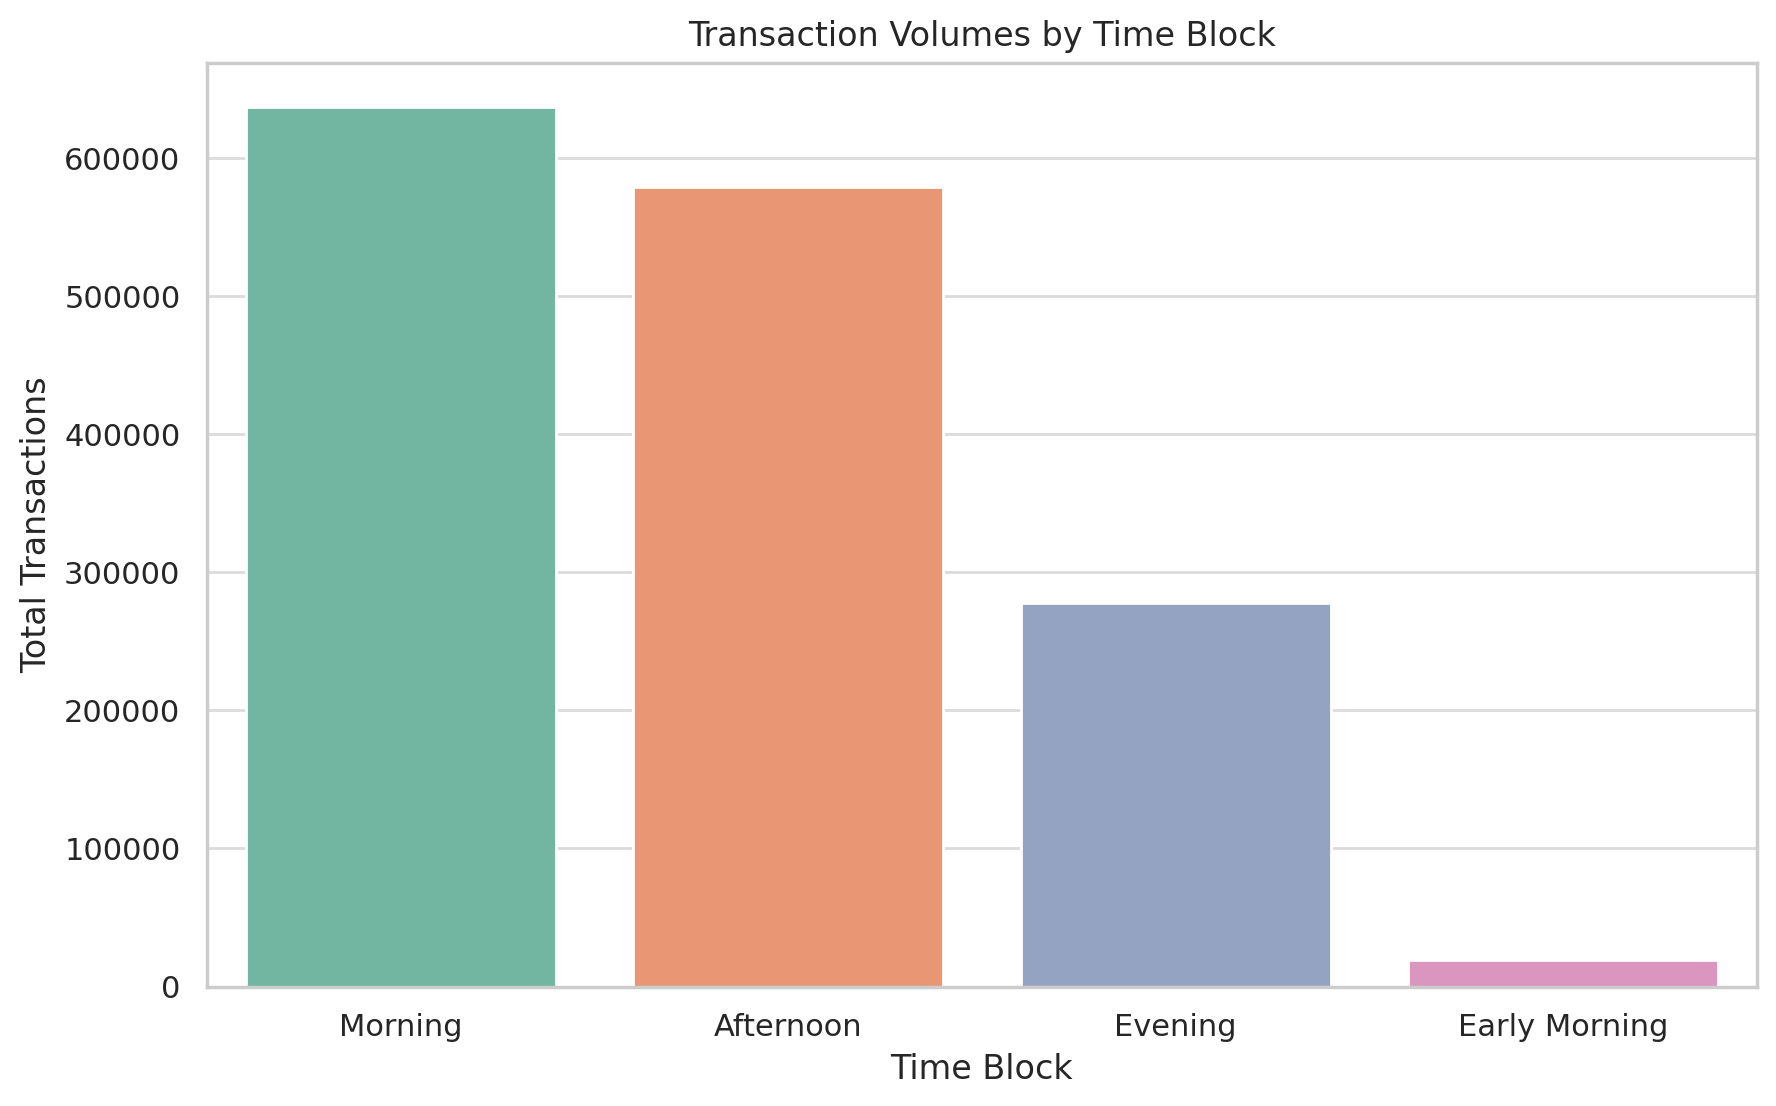 Transaction Volumes by Time Block
Total Transactions
600000
500000
400000
300000
200000
100000
0
Morning
Afternoon
Evening
Early Morning
Time Block